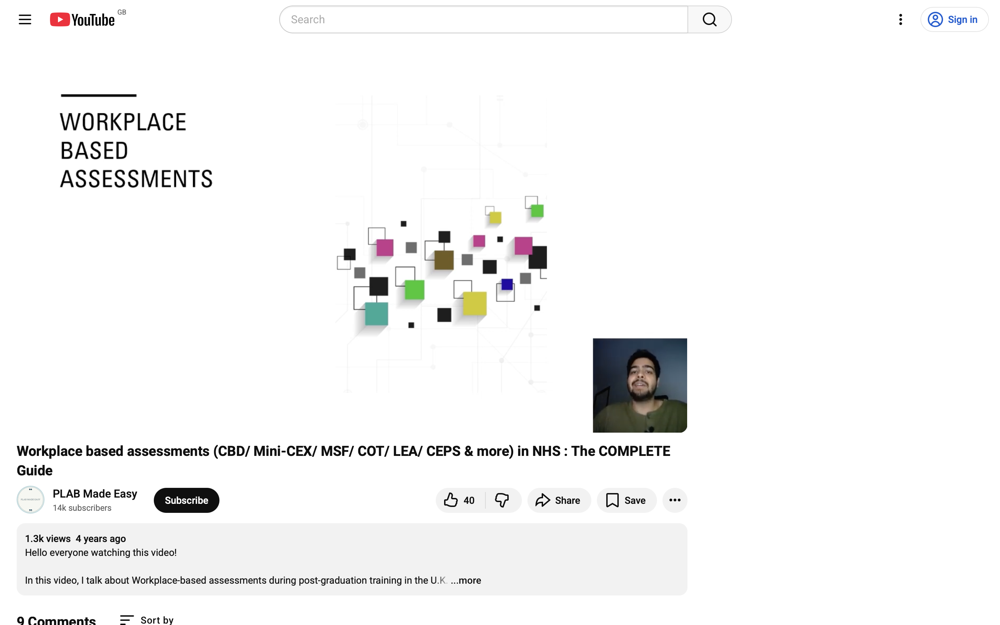 YouTube GB
Search
Sign in
WORKPLACE
BASED
ASSESSMENTS
Workplace based assessments (CBD/ Mini-CEX/ MSF/ COT/ LEA/ CEPS & more) in NHS : The COMPLETE
Guide
PLAB MADE EASY
PLAB Made Easy
14k subscribers
Subscribe
40
Share
Save
1.3k views 4 years ago
Hello everyone watching this video!
In this video, I talk about Workplace-based assessments during post-graduation training in the U.K. ...more
9 Comments
Sort by